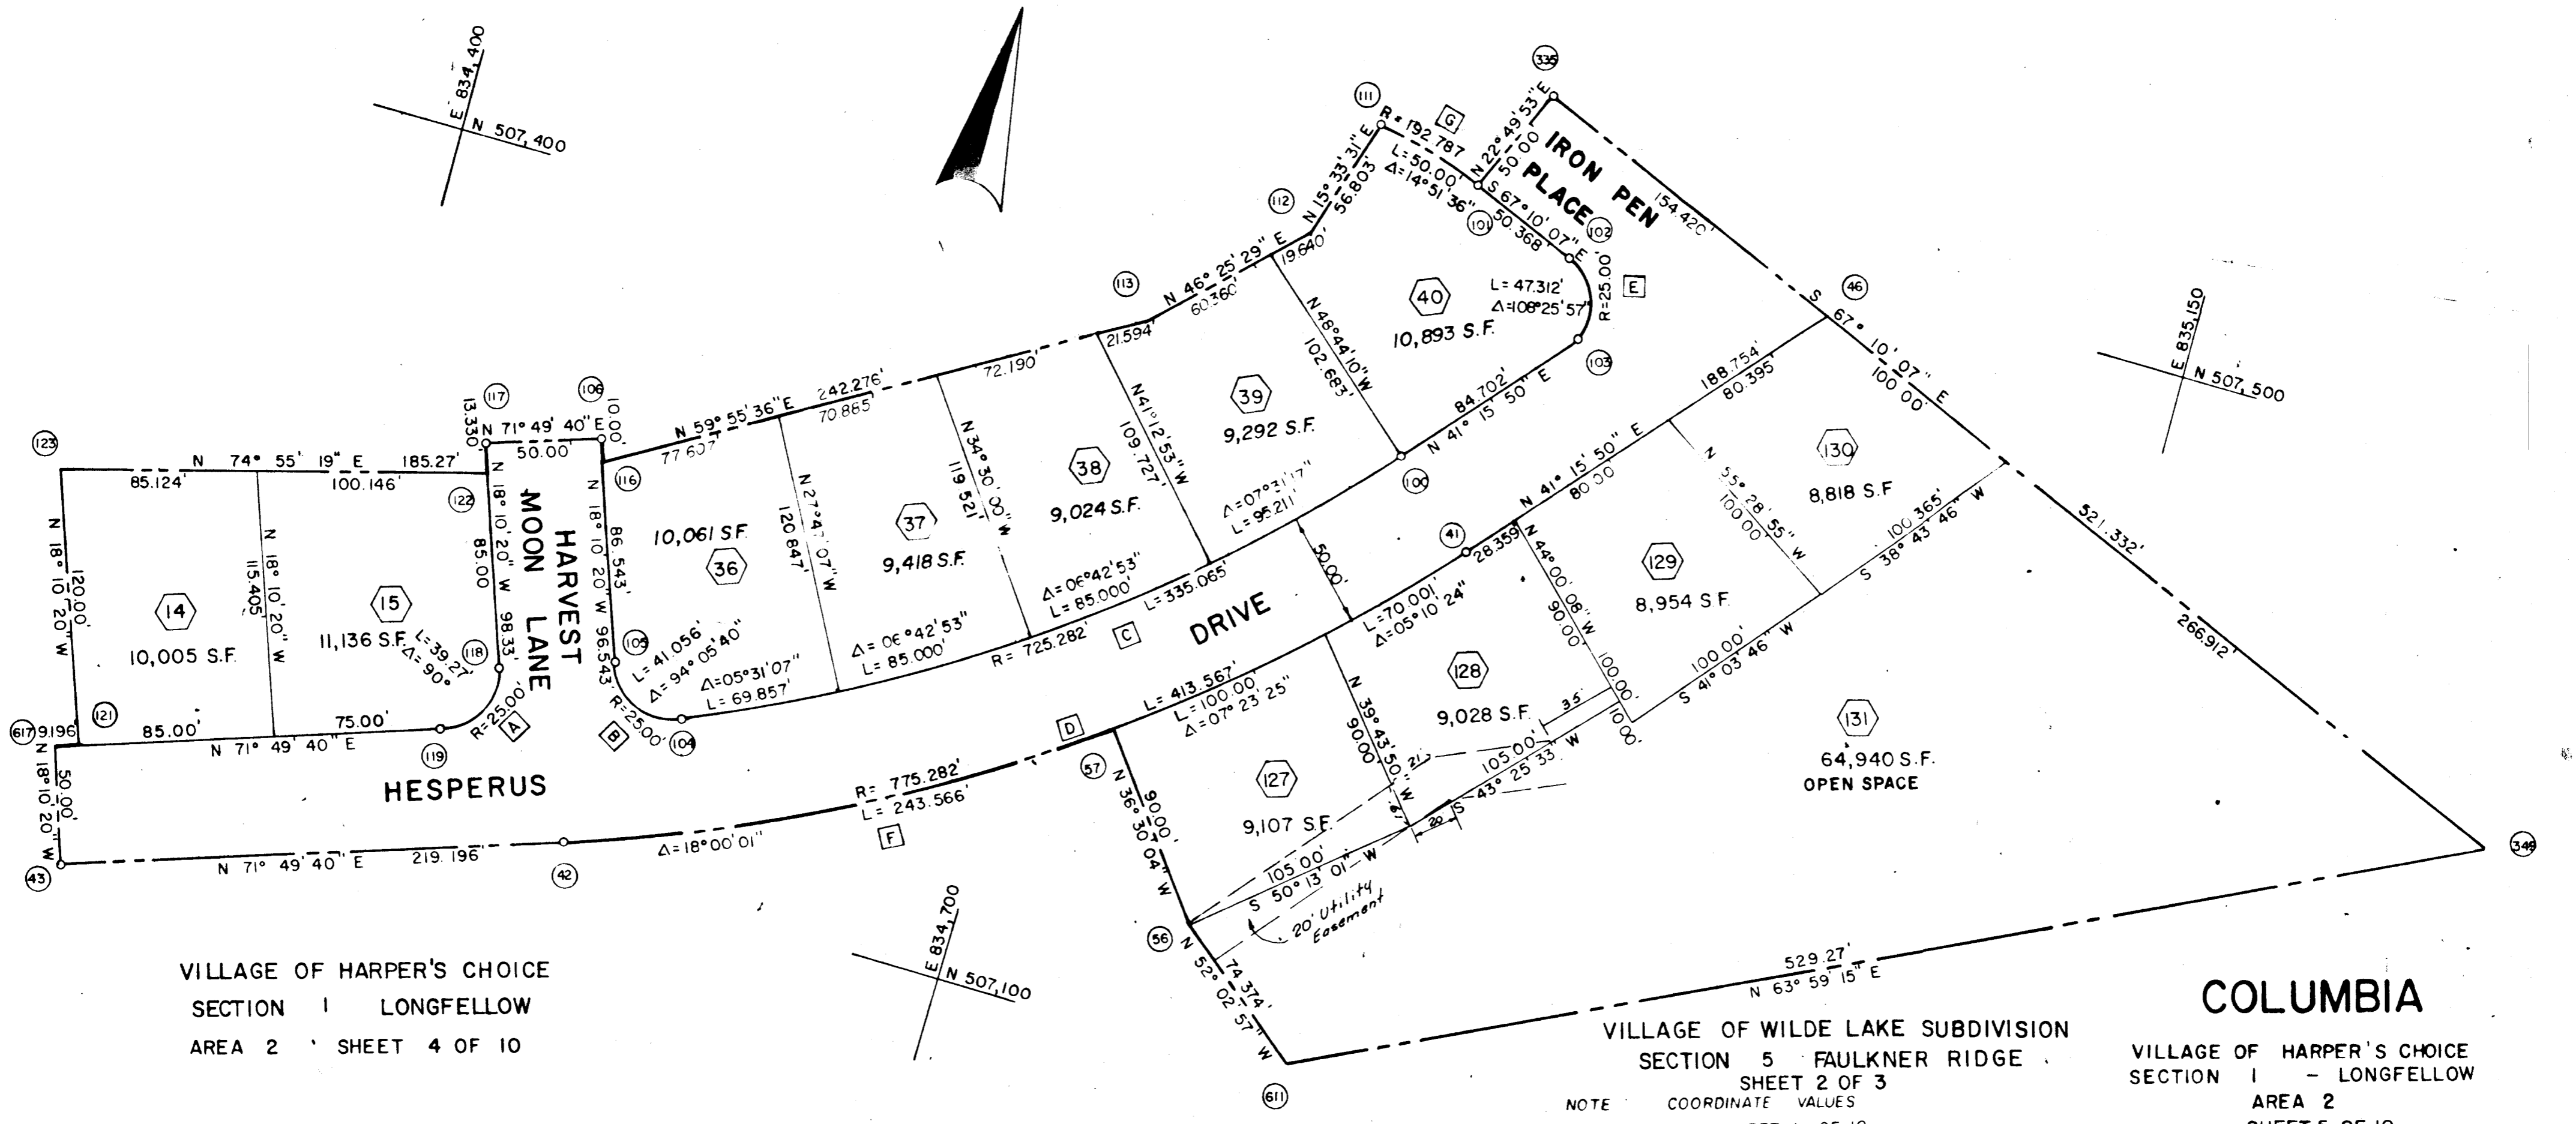 E 834,400
N 507,400
335
111
G
R = 192.787
L = 50.00'
Δ=14°51'36"
N 22°49'53" E
50.00
IRON PEN
PLACE
154.420'
N 15°33'31" E
56.803'
112
S 67°10'07" E
50.368'
101
102
113
N 46°25'29" E
60.360'
19.640'
40
10,893 S.F.
L = 47.312'
Δ=108°25'57"
R=25.00'
E
46
103
E 835,150
N 507,500
21.594'
N 48°44'10" W
102.683'
39
9,292 S.F.
84.702'
N 41°15'50" E
188.754'
80.395'
S 67° 10' 07" E
100.00'
117
106
13.330'
10.00'
N 71°49'40" E
50.00'
N 59°55'36" E
242.276'
77.607'
70.885'
72.190'
123
N 74° 55' 19" E
185.27'
85.124'
100.146'
122
116
N 41°12'53" W
109.727'
38
9,024 S.F.
N 34°30'00" W
119.521'
N 27°47'07" W
120.847'
37
9,418 S.F.
10,061 S.F.
36
Δ=07°31'17"
L = 95.211'
100
N 41°15'50" E
80.00
130
8,818 S.F
N 55°28'55" W
100.00'
100.365'
S 38°43'46" W
521.332'
266.912'
N 18°10'20" W
120.00'
14
10,005 S.F.
N 18°10'20" W
115.405'
15
11,136 S.F.
L=39.27'
Δ=90°
N 18°10'20" W
85.00
98.33'
118
MOON LANE
HARVEST
N 18°10'20" W
86.543'
96.543'
105
L = 41.056'
Δ = 94°05'40"
Δ=05°31'07"
L = 69.857'
Δ = 06°42'53"
L = 85.000'
Δ = 06°42'53"
L = 85.000'
L = 335.065'
R = 725.282'
C
DRIVE
50.00'
41
28.359'
L=70.001'
Δ=05°10'24"
N 44°00'08" W
90.00'
100.00'
10.00'
129
8,954 S F.
100.00'
S 41°03'46" W
617
9.196'
121
85.00'
75.00'
N 71°49'40" E
119
R=25.00'
A
B
R=25.00'
104
N 18°10'20" W
50.00'
HESPERUS
43
N 71° 49' 40" E
219.196'
42
Δ=18°00'01"
R= 775.282'
L = 243.566'
F
D
57
L = 413.567'
L = 100.00'
Δ=07°23'25"
N 39°43'50" W
90.00'
128
9,028 S.F.
35'
21'
105.00'
S 43°25'33" W
20
131
64,940 S.F.
OPEN SPACE
127
9,107 S.F.
N 36°30'04" W
90.00'
105.00'
S 50°13'01" W
20' Utility
Easement
56
N 52°02'57" W
74.374'
611
349
529.27'
N 63°59'15" E
E 834,700
N 507,100
VILLAGE OF HARPER'S CHOICE
SECTION 1 LONGFELLOW
AREA 2 SHEET 4 OF 10
VILLAGE OF WILDE LAKE SUBDIVISION
SECTION 5 FAULKNER RIDGE
SHEET 2 OF 3
NOTE COORDINATE VALUES
COLUMBIA
VILLAGE OF HARPER'S CHOICE
SECTION 1 - LONGFELLOW
AREA 2
SHEET 5 OF 10